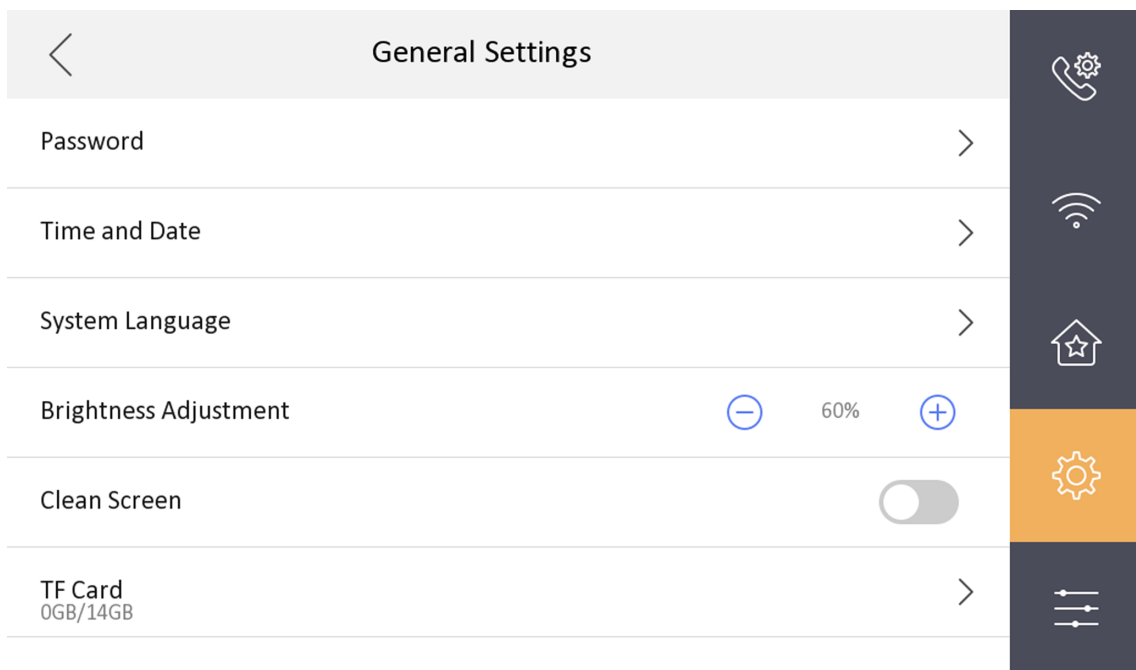 General Settings
Password
Time and Date
System Language
Brightness Adjustment 60%
Clean Screen
TF Card
0GB/14GB